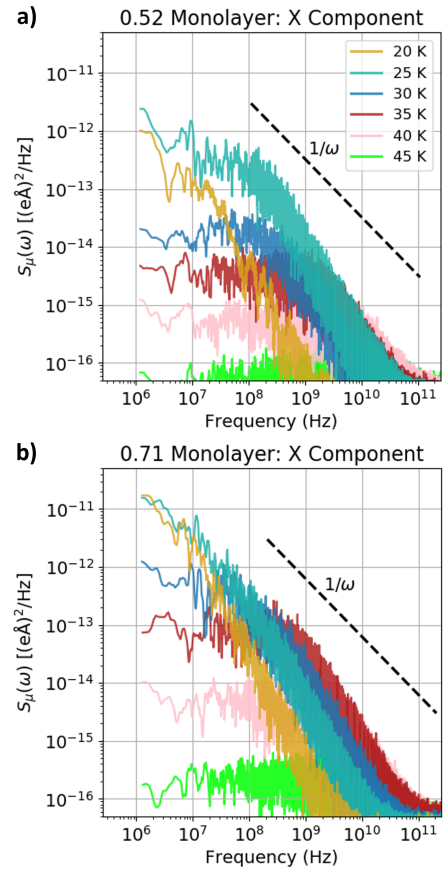 a)
0.52 Monolayer: X Component
20 K
25 K
30 K
35 K
40 K
45 K
1/ω
10⁻¹¹
10⁻¹²
10⁻¹³
10⁻¹⁴
10⁻¹⁵
10⁻¹⁶
Sμ(ω) [(eÅ)²/Hz]
10⁶ 10⁷ 10⁸ 10⁹ 10¹⁰ 10¹¹
Frequency (Hz)
b)
0.71 Monolayer: X Component
1/ω
10⁻¹¹
10⁻¹²
10⁻¹³
10⁻¹⁴
10⁻¹⁵
10⁻¹⁶
Sμ(ω) [(eÅ)²/Hz]
10⁶ 10⁷ 10⁸ 10⁹ 10¹⁰ 10¹¹
Frequency (Hz)